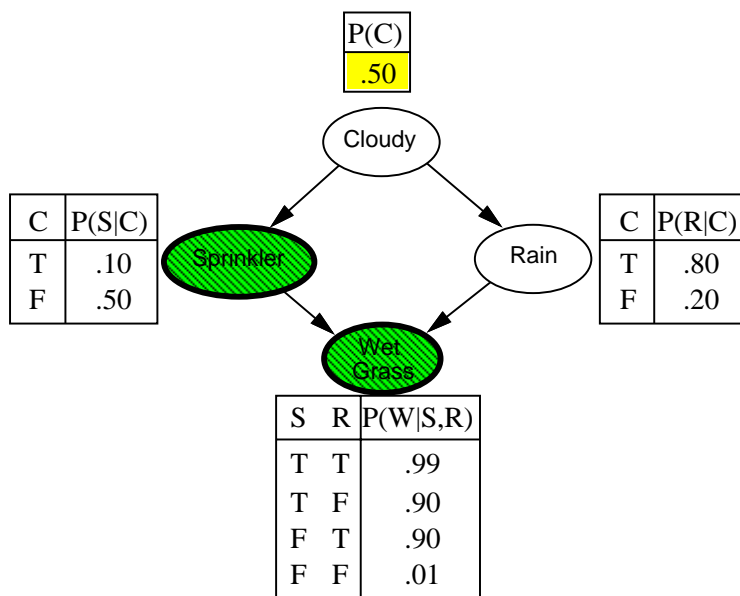 P(C)
.50
Cloudy
C P(S|C)
T .10
F .50
Sprinkler
Rain
C P(R|C)
T .80
F .20
Wet
Grass
S R P(W|S,R)
T T .99
T F .90
F T .90
F F .01